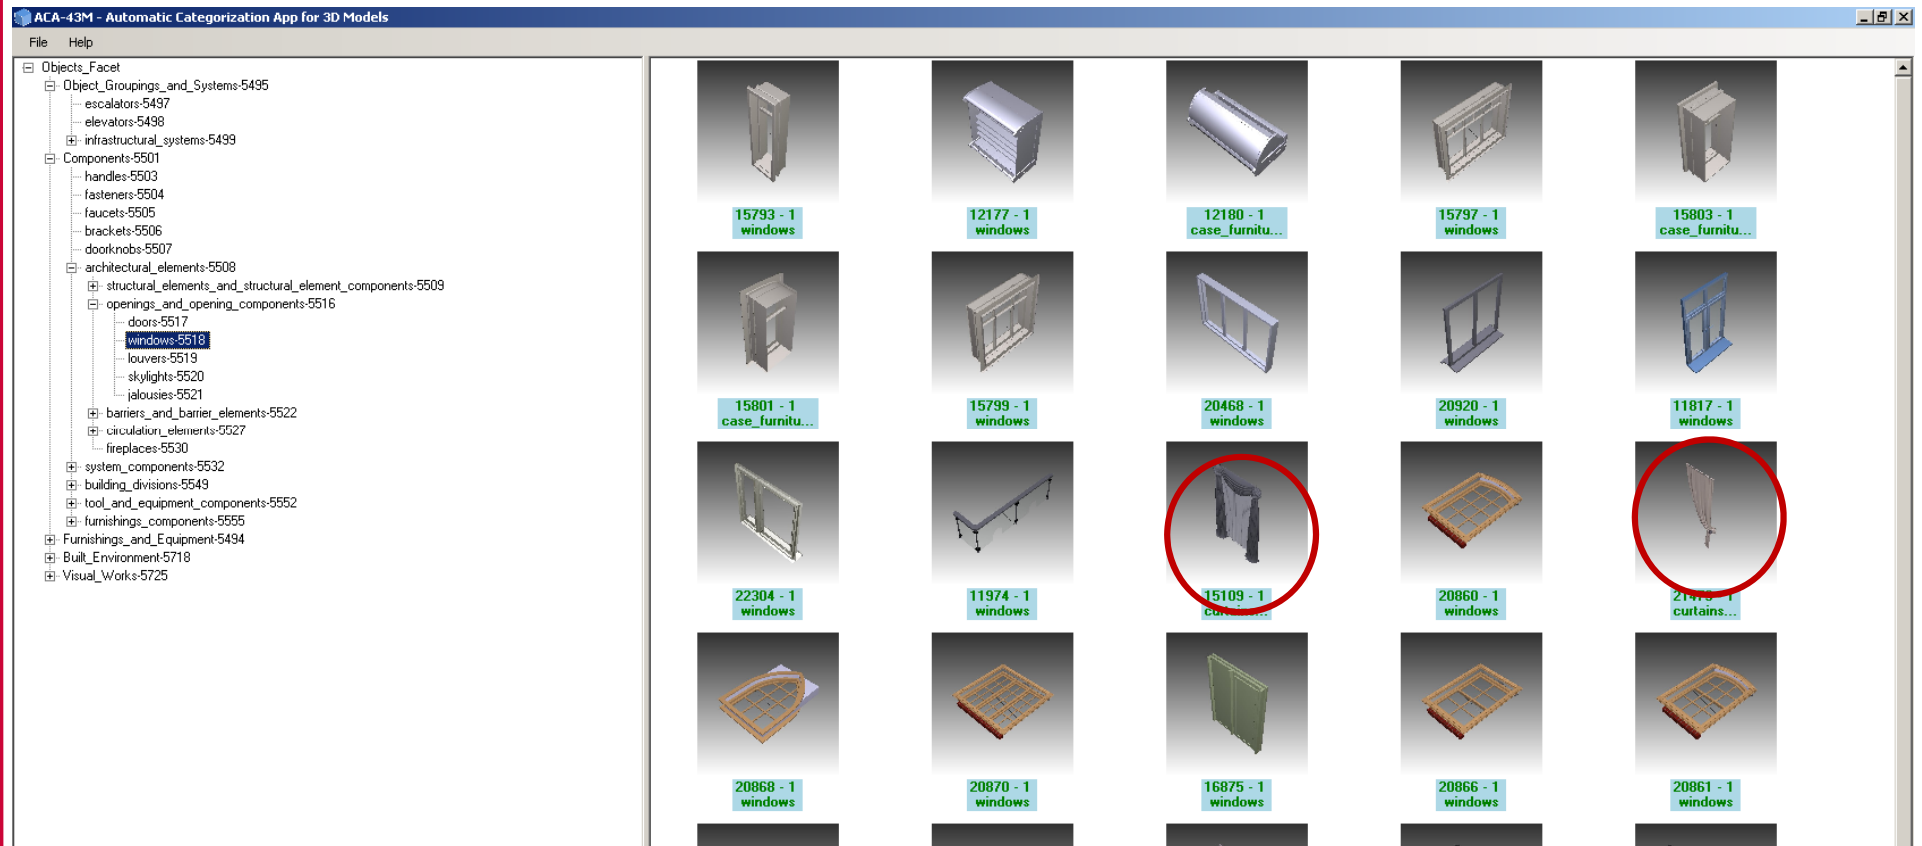 ACA-43M - Automatic Categorization App for 3D Models
File Help
Objects_Facet
Object_Groupings_and_Systems-5495
escalators-5497
elevators-5498
infrastructural_systems-5499
Components-5501
handles-5503
fasteners-5504
faucets-5505
brackets-5506
doorknobs-5507
architectural_elements-5508
structural_elements_and_structural_element_components-5509
openings_and_opening_components-5516
doors-5517
windows-5518
louvers-5519
skylights-5520
jalousies-5521
barriers_and_barrier_elements-5522
circulation_elements-5527
fireplaces-5530
system_components-5532
building_divisions-5549
tool_and_equipment_components-5552
furnishings_components-5555
Furnishings_and_Equipment-5494
Built_Environment-5718
Visual_Works-5725
15793 - 1
windows
12177 - 1
windows
12180 - 1
case_furnitu...
15797 - 1
windows
15803 - 1
case_furnitu...
15801 - 1
case_furnitu...
15799 - 1
windows
20468 - 1
windows
20920 - 1
windows
11817 - 1
windows
22304 - 1
windows
11974 - 1
windows
15109 - 1
curtains...
20860 - 1
windows
- 1
curtains...
20868 - 1
windows
20870 - 1
windows
16875 - 1
windows
20866 - 1
windows
20861 - 1
windows